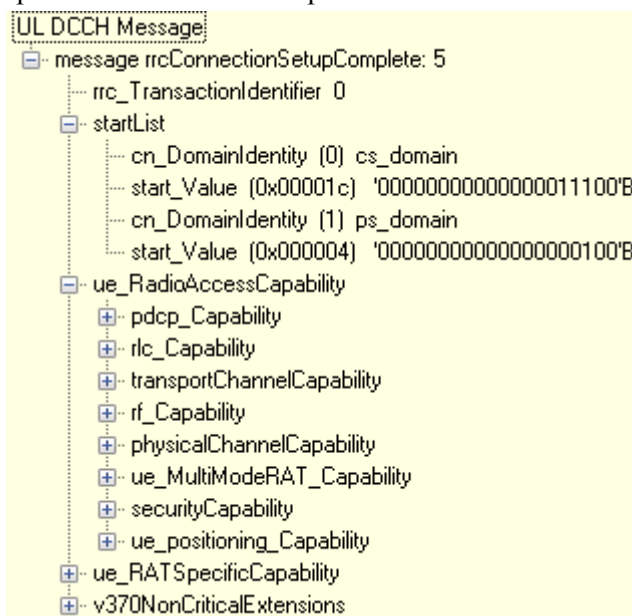 UL DCCH Message
message rrcConnectionSetupComplete: 5
rrc_TransactionIdentifier 0
startList
cn_DomainIdentity (0) cs_domain
start_Value (0x00001c) '00000000000000011100'B
cn_DomainIdentity (1) ps_domain
start_Value (0x000004) '00000000000000000100'B
ue_RadioAccessCapability
pdcp_Capability
rlc_Capability
transportChannelCapability
rf_Capability
physicalChannelCapability
ue_MultiModeRAT_Capability
securityCapability
ue_positioning_Capability
ue_RATSpecificCapability
v370NonCriticalExtensions